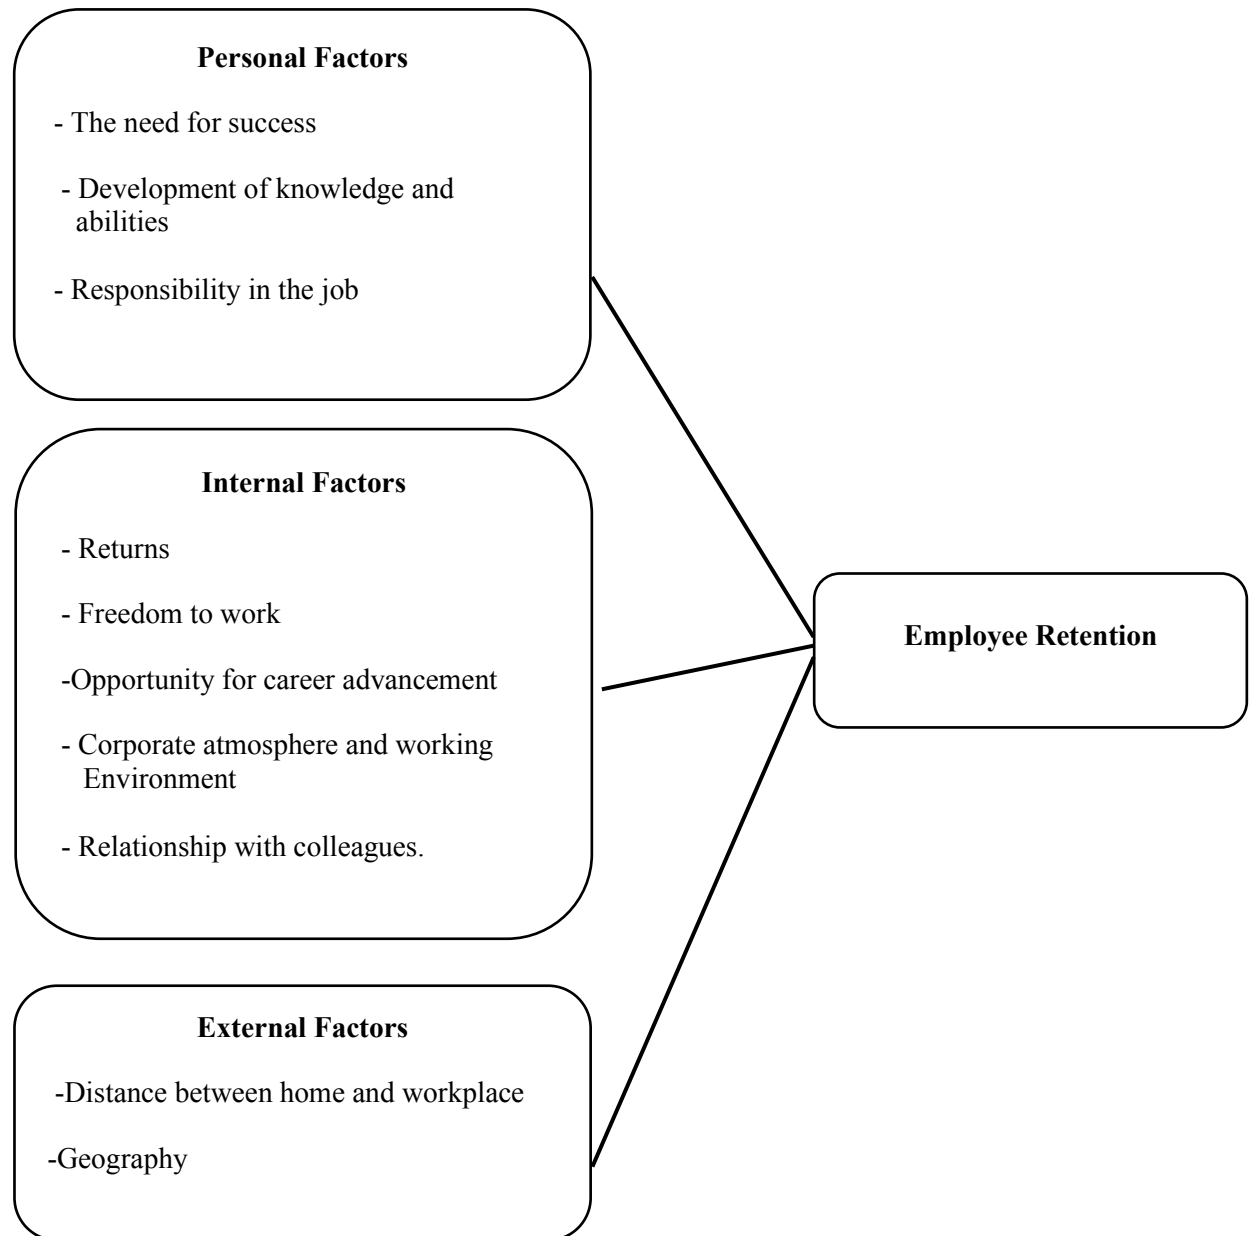 Personal Factors
- The need for success
- Development of knowledge and
abilities
- Responsibility in the job
Internal Factors
- Returns
- Freedom to work
-Opportunity for career advancement
- Corporate atmosphere and working
Environment
- Relationship with colleagues.
External Factors
-Distance between home and workplace
-Geography
Employee Retention